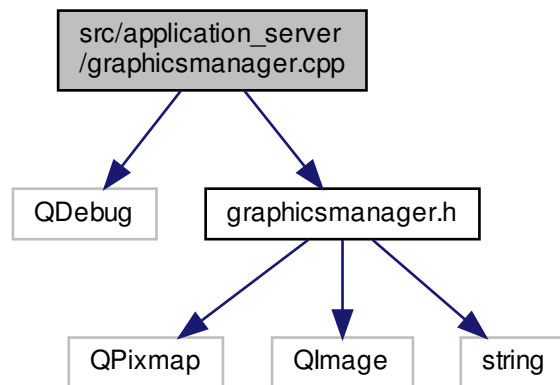 src/application_server
/graphicsmanager.cpp
QDebug
graphicsmanager.h
QPixmap
QImage
string